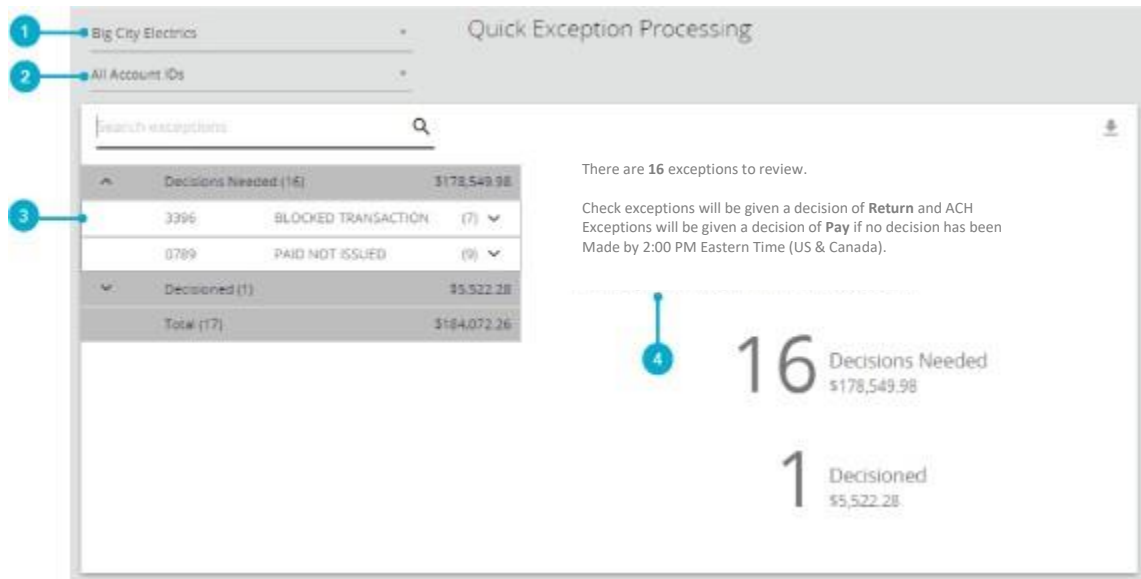 1
Big City Electrics
Quick Exception Processing
2
All Account IDs
Search exceptions
Decisions Needed (16) $178,549.98
3
3396 BLOCKED TRANSACTION (7)
0789 PAID NOT ISSUED (9)
Decisioned (1) $5,522.28
Total (17) $184,072.26
There are 16 exceptions to review.
Check exceptions will be given a decision of Return and ACH
Exceptions will be given a decision of Pay if no decision has been
Made by 2:00 PM Eastern Time (US & Canada).
4
16 Decisions Needed
$178,549.98
1 Decisioned
$5,522.28